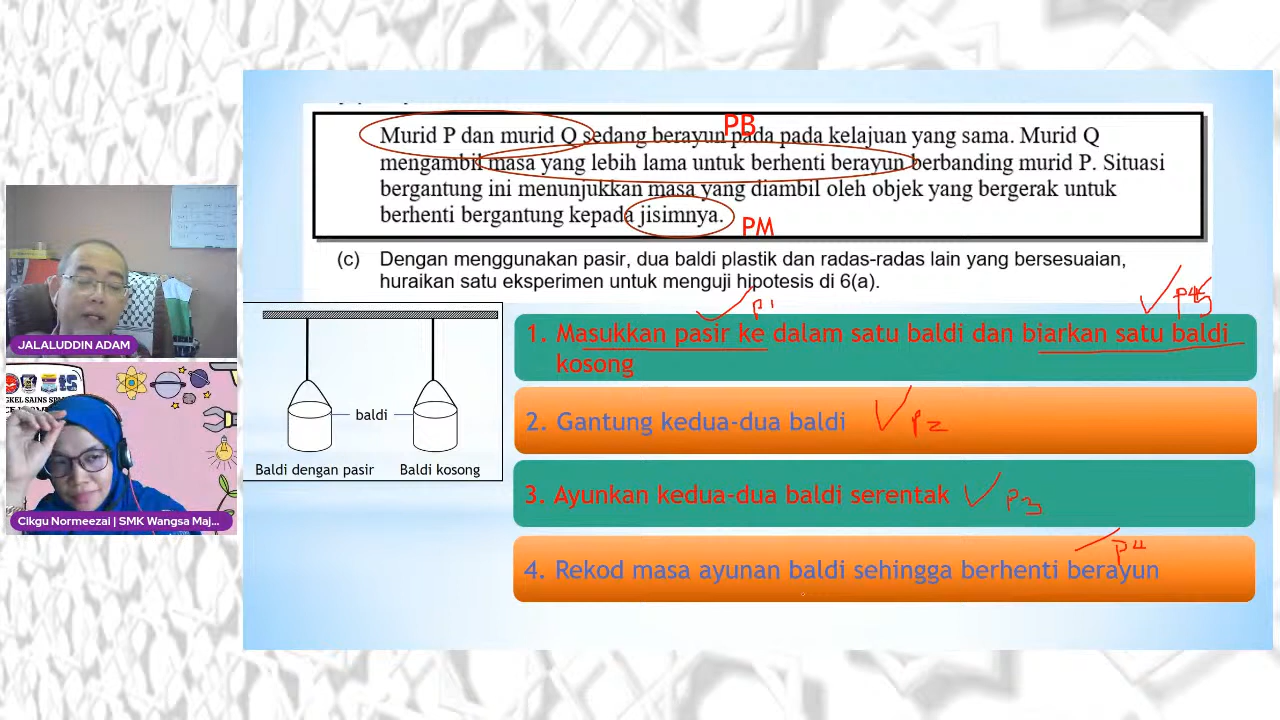 Murid P dan murid Q sedang berayun pada pada kelajuan yang sama. Murid Q
mengambil masa yang lebih lama untuk berhenti berayun berbanding murid P. Situasi
bergantung ini menunjukkan masa yang diambil oleh objek yang bergerak untuk
berhenti bergantung kepada jisimnya.
PB
PM
(c) Dengan menggunakan pasir, dua baldi plastik dan radas-radas lain yang bersesuaian,
huraikan satu eksperimen untuk menguji hipotesis di 6(a).
P1
1. Masukkan pasir ke dalam satu baldi dan biarkan satu baldi
kosong
2. Gantung kedua-dua baldi
P2
3. Ayunkan kedua-dua baldi serentak
P3
P4
4. Rekod masa ayunan baldi sehingga berhenti berayun
baldi
Baldi dengan pasir
Baldi kosong
JALALUDDIN ADAM
Cikgu Normeezai | SMK Wangsa Maj...